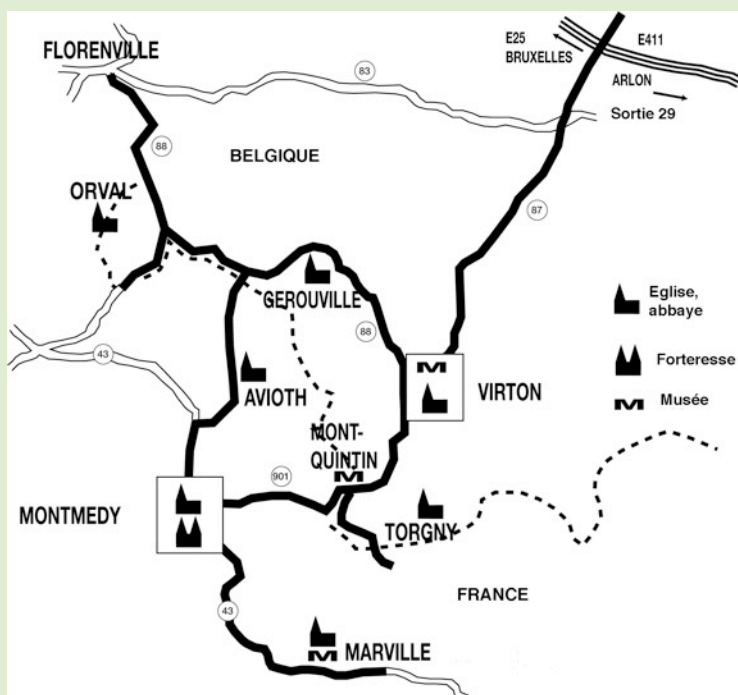 FLORENVILLE
E25
BRUXELLES
E411
ARLON
Sortie 29
83
88
BELGIQUE
ORVAL
87
GEROUVILLE
Eglise,
abbaye
88
43
Forteresse
AVIOTH
VIRTON
Musée
MONT-
QUINTIN
901
MONTMEDY
TORGNY
FRANCE
43
MARVILLE